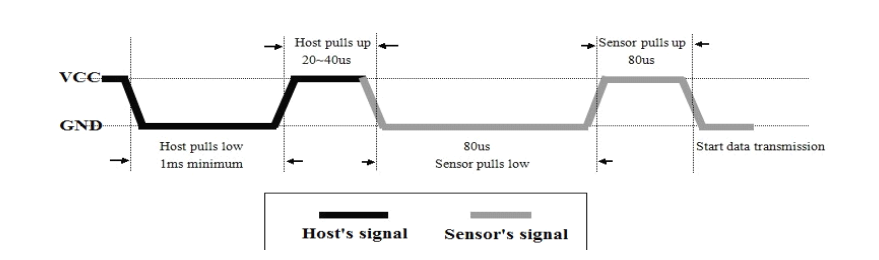 Host pulls up
20~40us
Sensor pulls up
80us
VCC
GND
Host pulls low
1ms minimum
80us
Sensor pulls low
Start data transmission
Host's signal
Sensor's signal